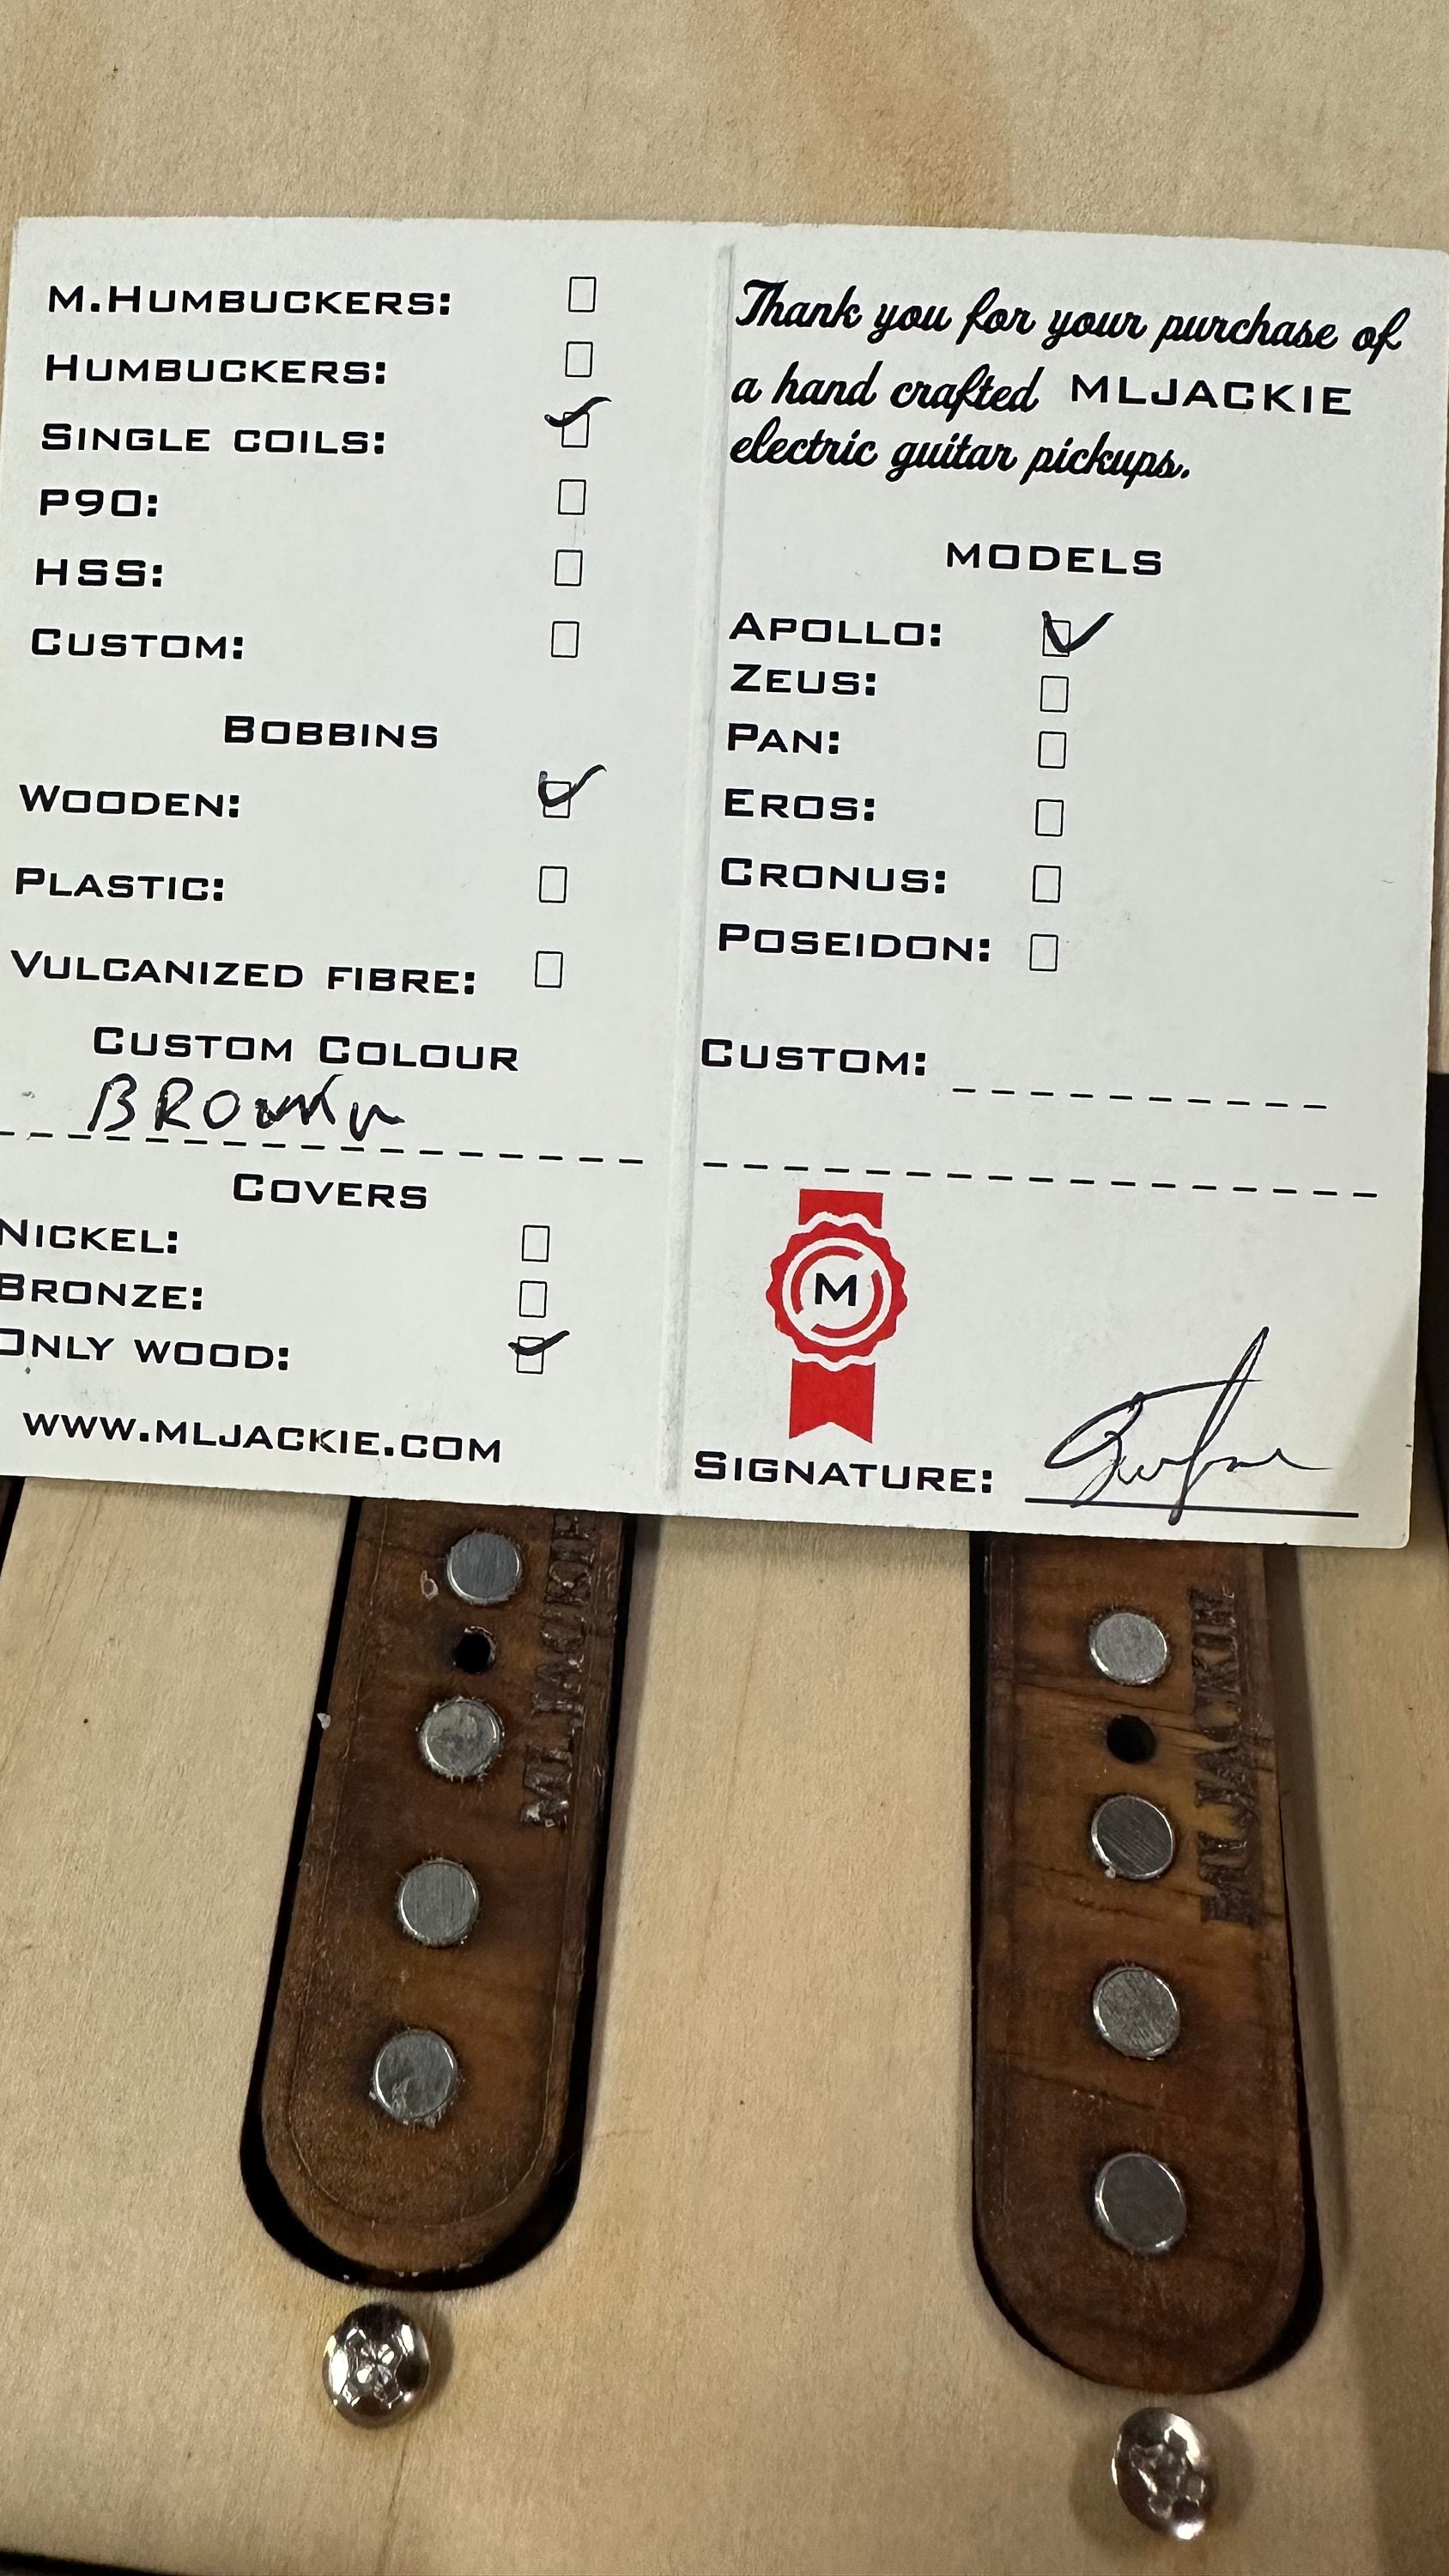 M.HUMBUCKERS:
HUMBUCKERS:
SINGLE COILS:
P90:
HSS:
CUSTOM:
BOBBINS
WOODEN:
PLASTIC:
VULCANIZED FIBRE:
CUSTOM COLOUR
BROWN
COVERS
NICKEL:
BRONZE:
ONLY WOOD:
WWW.MLJACKIE.COM
Thank you for your purchase of
a hand crafted MLJACKIE
electric guitar pickups.
MODELS
APOLLO:
ZEUS:
PAN:
EROS:
CRONUS:
POSEIDON:
CUSTOM:
M
SIGNATURE:
MLJACKIE
MLJACKIE